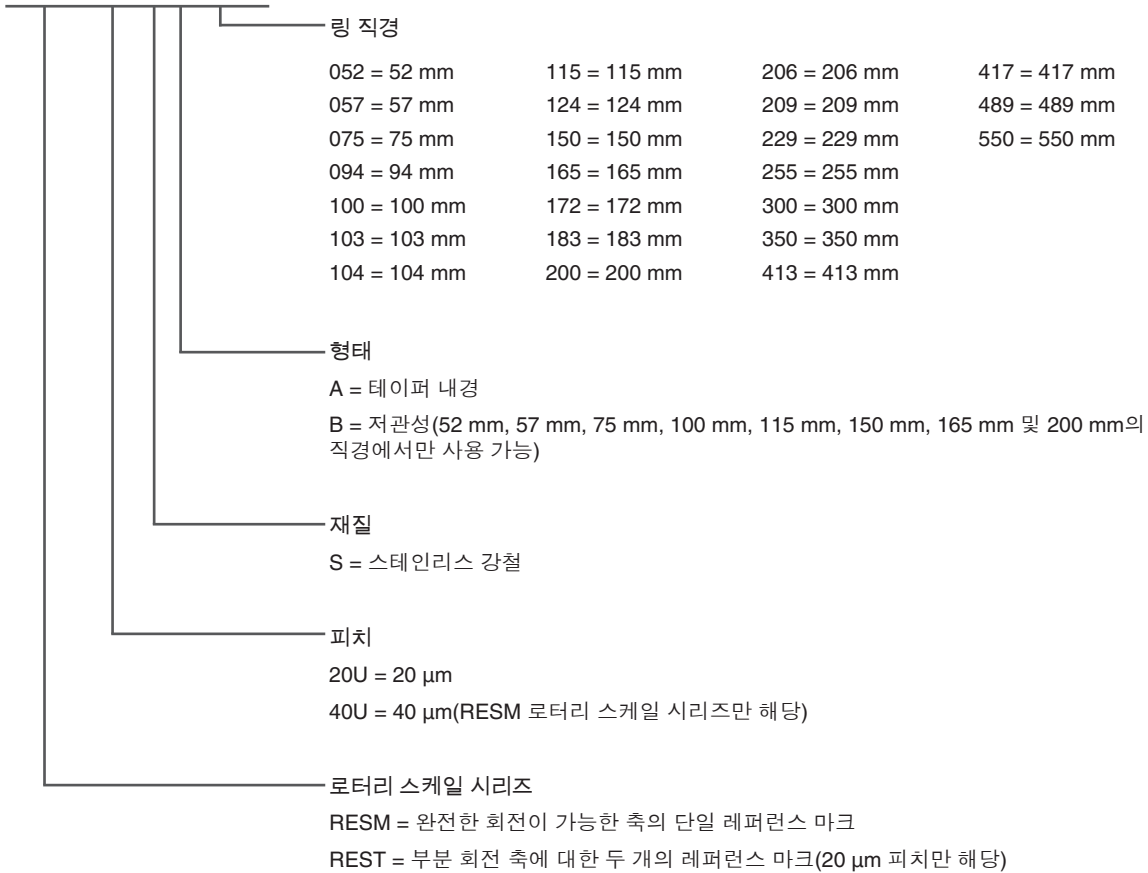 링 직경
052 = 52 mm 115 = 115 mm 206 = 206 mm 417 = 417 mm
057 = 57 mm 124 = 124 mm 209 = 209 mm 489 = 489 mm
075 = 75 mm 150 = 150 mm 229 = 229 mm 550 = 550 mm
094 = 94 mm 165 = 165 mm 255 = 255 mm
100 = 100 mm 172 = 172 mm 300 = 300 mm
103 = 103 mm 183 = 183 mm 350 = 350 mm
104 = 104 mm 200 = 200 mm 413 = 413 mm
형태
A = 테이퍼 내경
B = 저관성(52 mm, 57 mm, 75 mm, 100 mm, 115 mm, 150 mm, 165 mm 및 200 mm의
직경에서만 사용 가능)
재질
S = 스테인리스 강철
피치
20U = 20 µm
40U = 40 µm(RESM 로터리 스케일 시리즈만 해당)
로터리 스케일 시리즈
RESM = 완전한 회전이 가능한 축의 단일 레퍼런스 마크
REST = 부분 회전 축에 대한 두 개의 레퍼런스 마크(20 µm 피치만 해당)